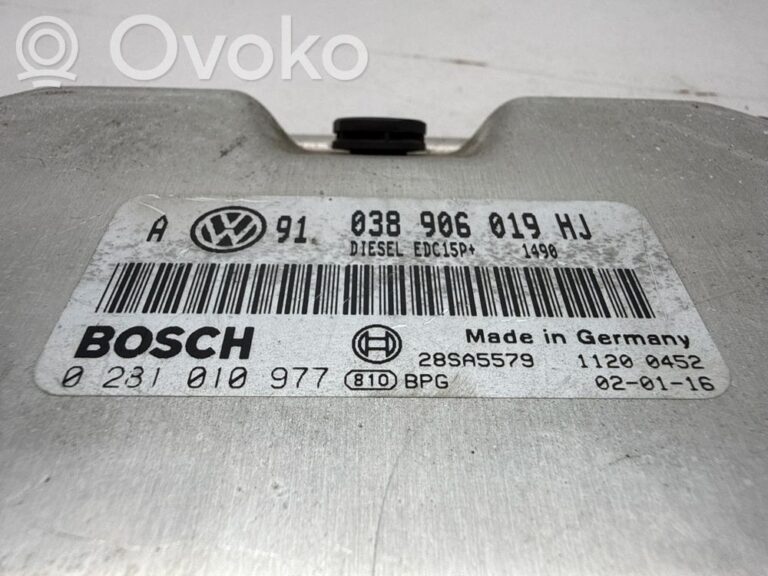 Ovoko
A VW 91 038 906 019 HJ
DIESEL EDC15P+ 1490
BOSCH Made in Germany
28SA5579 1120 0452
0 281 010 977 810 BPG 02-01-16